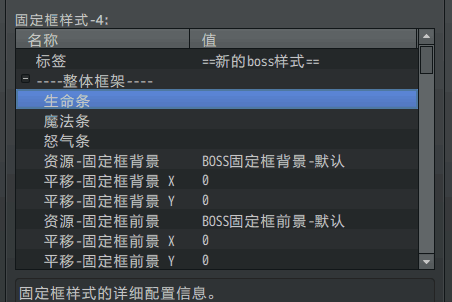 固定框样式-4:
名称 值
标签 ==新的boss样式==
----整体框架----
生命条
魔法条
怒气条
资源-固定框背景 BOSS固定框背景-默认
平移-固定框背景 X 0
平移-固定框背景 Y 0
资源-固定框前景 BOSS固定框前景-默认
平移-固定框前景 X 0
平移-固定框前景 Y 0
固定框样式的详细配置信息。